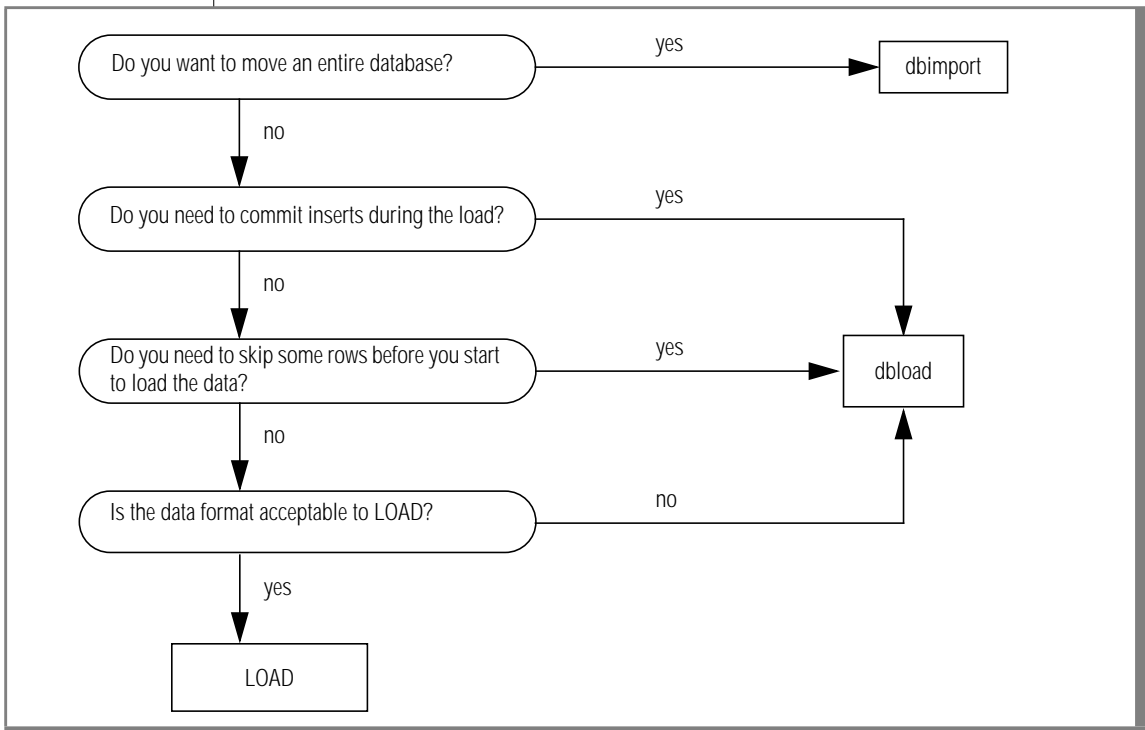 Do you want to move an entire database?
yes
dbimport
no
Do you need to commit inserts during the load?
yes
no
Do you need to skip some rows before you start
to load the data?
yes
dbload
no
Is the data format acceptable to LOAD?
no
yes
LOAD